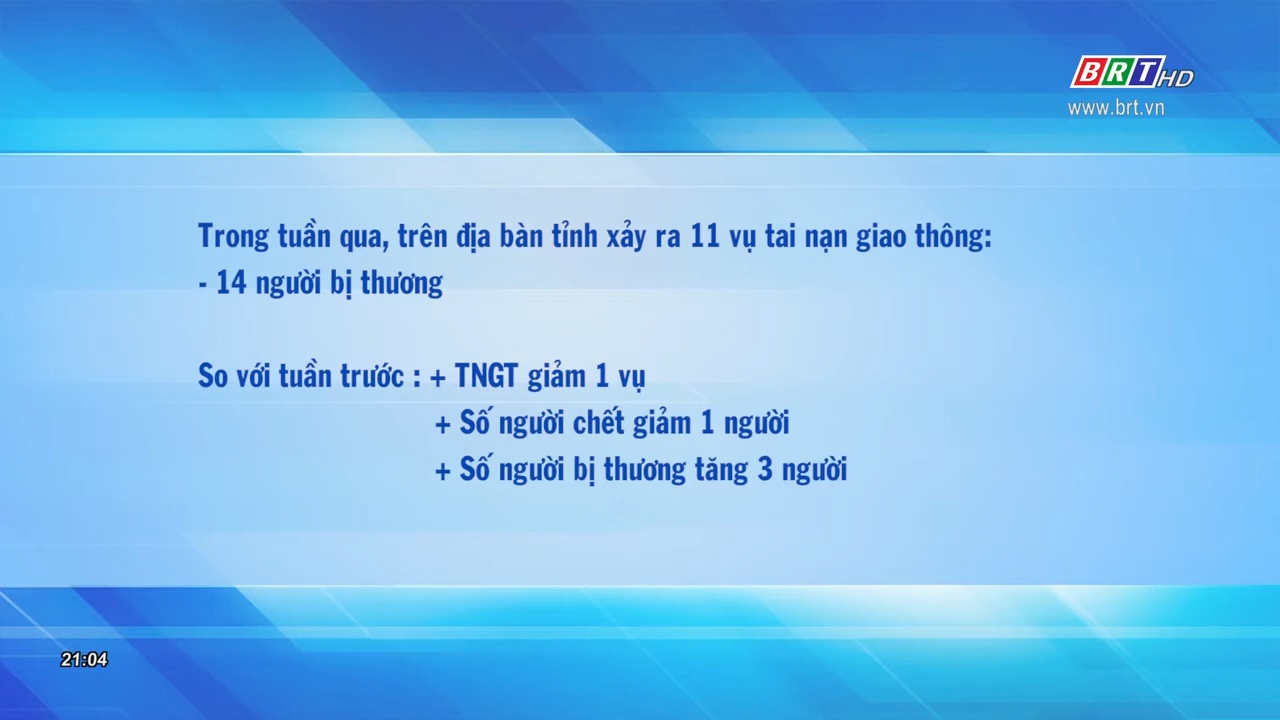 BRT HD
www.brt.vn
Trong tuần qua, trên địa bàn tỉnh xảy ra 11 vụ tai nạn giao thông:
- 14 người bị thương
So với tuần trước : + TNGT giảm 1 vụ
+ Số người chết giảm 1 người
+ Số người bị thương tăng 3 người
21:04